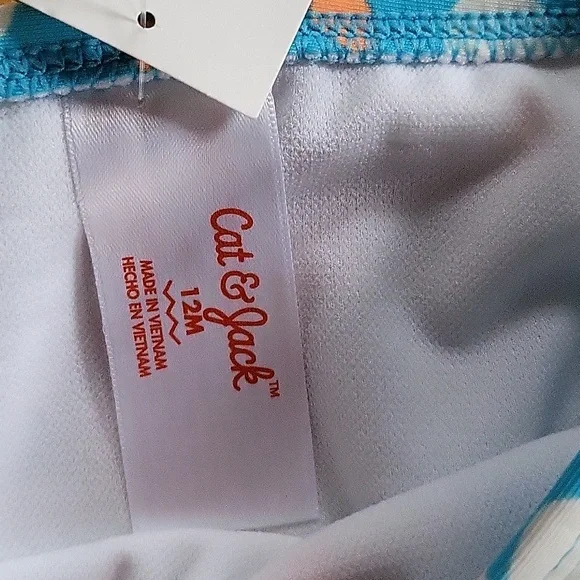 Cat & Jack™
12M
MADE IN VIETNAM
HECHO EN VIETNAM